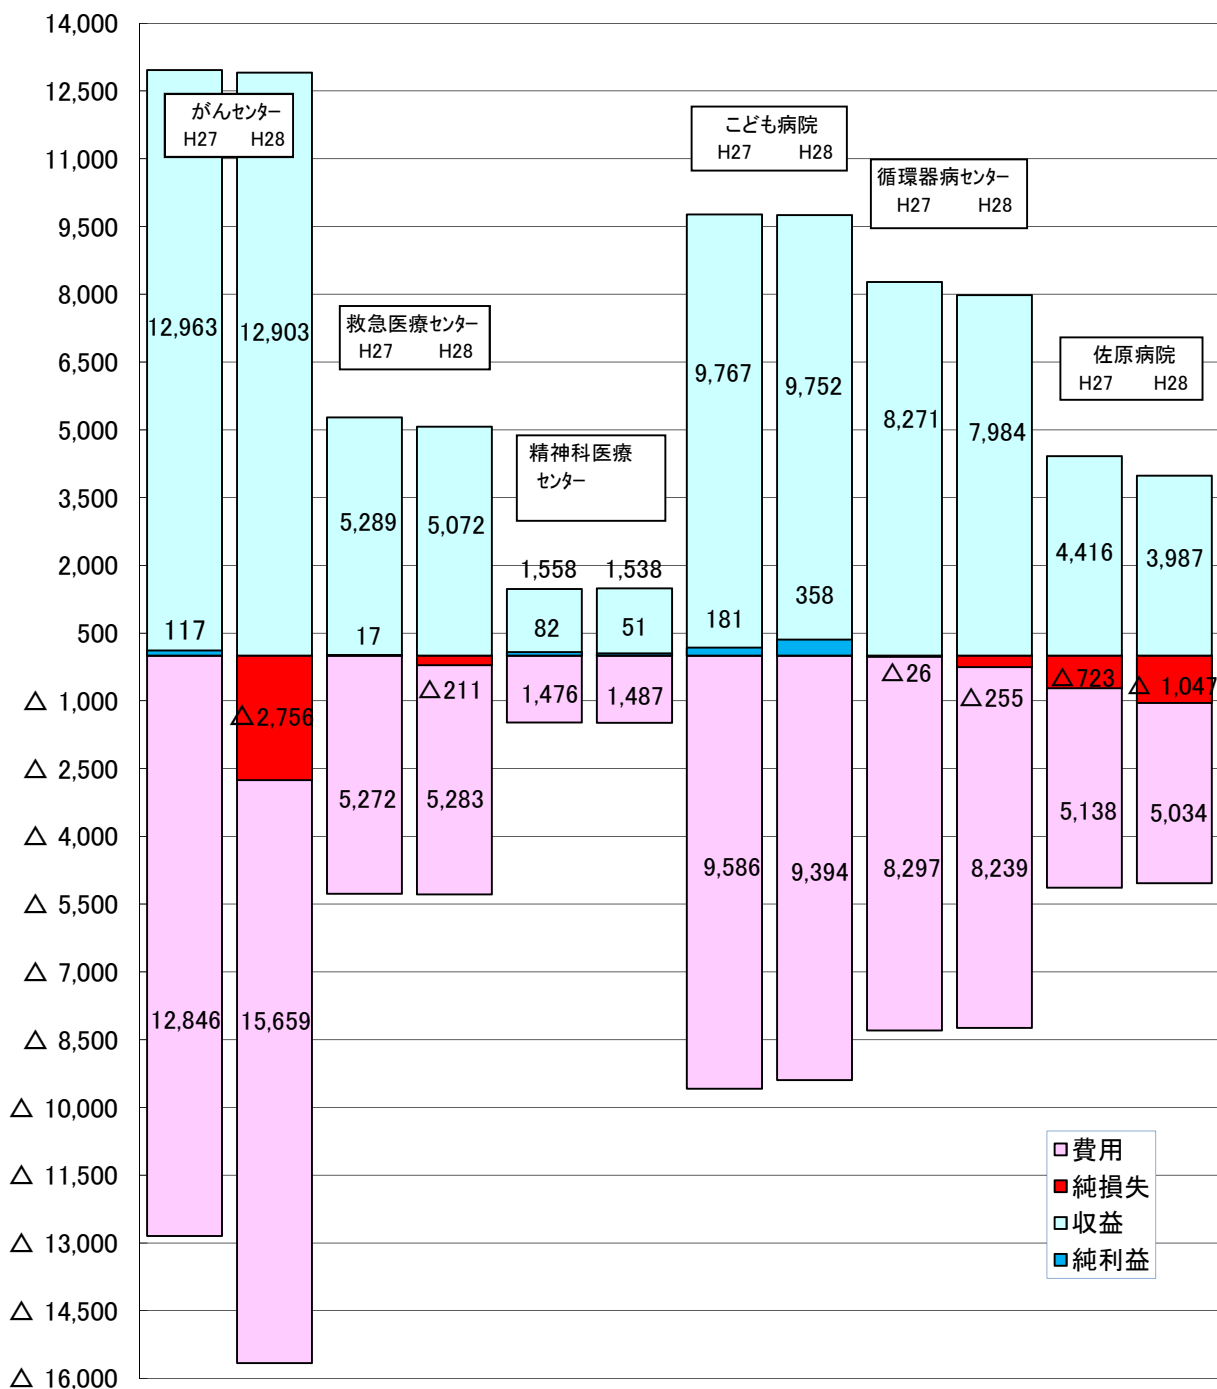 14,000
12,500
11,000
9,500
8,000
6,500
5,000
3,500
2,000
500
△ 1,000
△ 2,500
△ 4,000
△ 5,500
△ 7,000
△ 8,500
△ 10,000
△ 11,500
△ 13,000
△ 14,500
△ 16,000
がんセンター
H27 H28
12,963 12,903
117
△2,756
12,846 15,659
救急医療センター
H27 H28
5,289 5,072
17
△211
5,272 5,283
精神科医療
センター
1,558 1,538
82 51
1,476 1,487
こども病院
H27 H28
9,767 9,752
181 358
9,586 9,394
循環器病センター
H27 H28
8,271 7,984
△26 △255
8,297 8,239
佐原病院
H27 H28
4,416 3,987
△723 △ 1,047
5,138 5,034
費用
純損失
収益
純利益